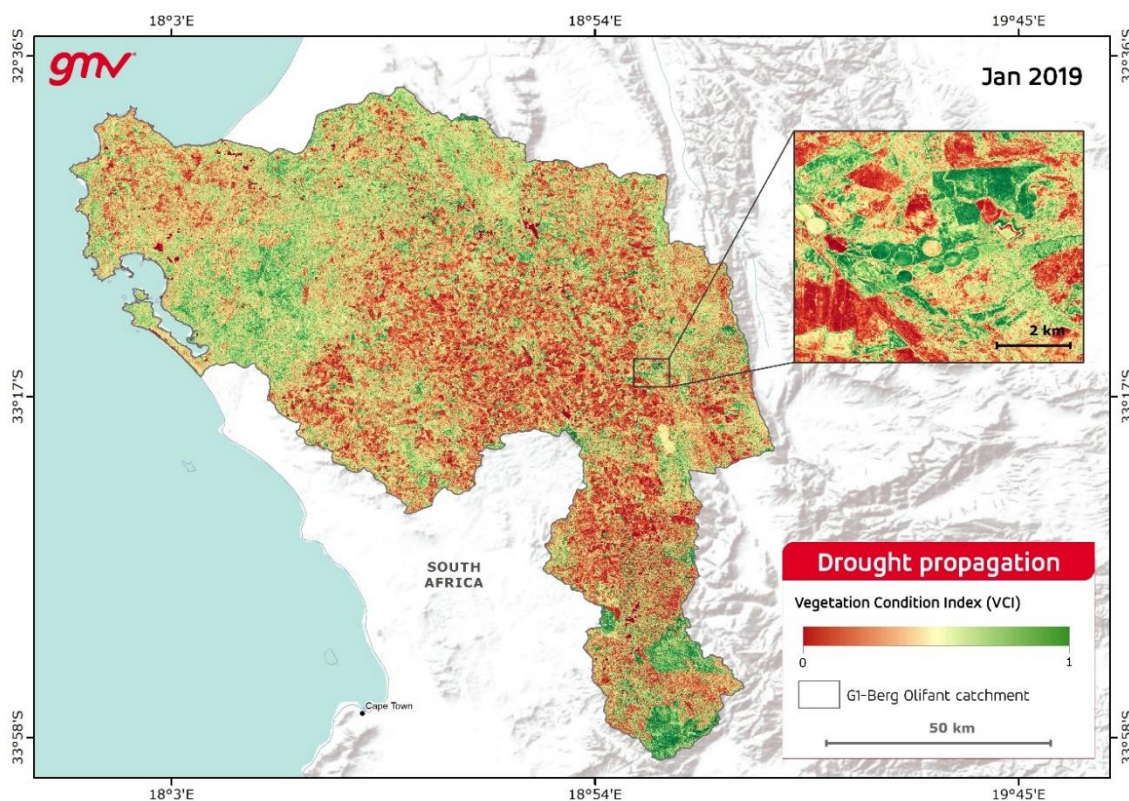 18°3'E
18°54'E
19°45'E
32°36'S
32°36'S
gmv
Jan 2019
2 km
33°17'S
33°17'S
SOUTH
AFRICA
Drought propagation
Vegetation Condition Index (VCI)
0
1
G1-Berg Olifant catchment
50 km
Cape Town
33°58'S
33°58'S
18°3'E
18°54'E
19°45'E